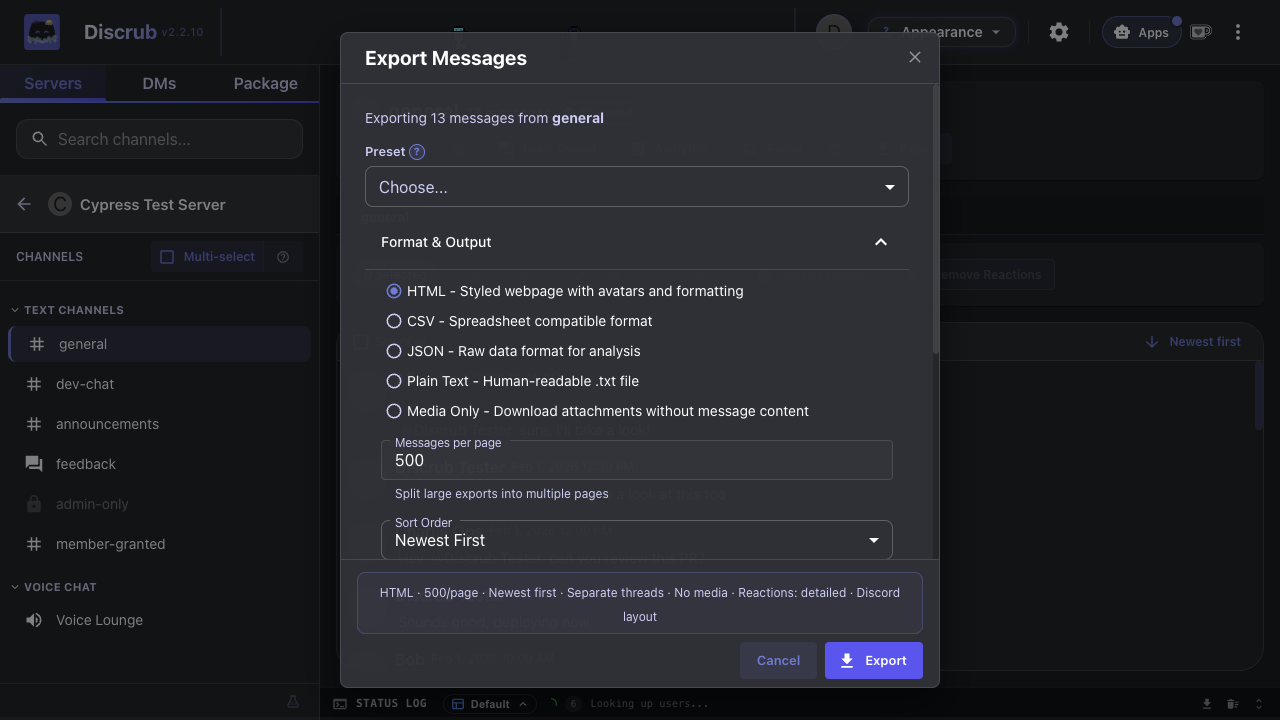 Discrub v2.2.10
D
Appearance
Apps
Servers
DMs
Package
Search channels...
C
Cypress Test Server
CHANNELS
Multi-select
TEXT CHANNELS
general
dev-chat
announcements
feedback
admin-only
member-granted
VOICE CHAT
Voice Lounge
Export Messages
Exporting 13 messages from general
Preset ?
Choose...
Format & Output
HTML - Styled webpage with avatars and formatting
CSV - Spreadsheet compatible format
JSON - Raw data format for analysis
Plain Text - Human-readable .txt file
Media Only - Download attachments without message content
Messages per page
500
Split large exports into multiple pages
Sort Order
Newest First
HTML · 500/page · Newest first · Separate threads · No media · Reactions: detailed · Discord
layout
Cancel
Export
Remove Reactions
Newest first
STATUS LOG
Default
6
Looking up users...